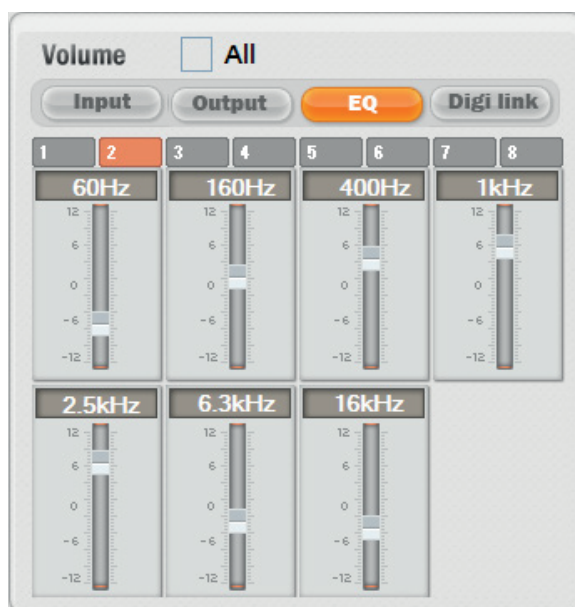 Volume All
Input Output EQ Digi link
1 2 3 4 5 6 7 8
60Hz 160Hz 400Hz 1kHz
12 12 12 12
6 6 6 6
0 0 0 0
-6 -6 -6 -6
-12 -12 -12 -12
2.5kHz 6.3kHz 16kHz
12 12 12
6 6 6
0 0 0
-6 -6 -6
-12 -12 -12